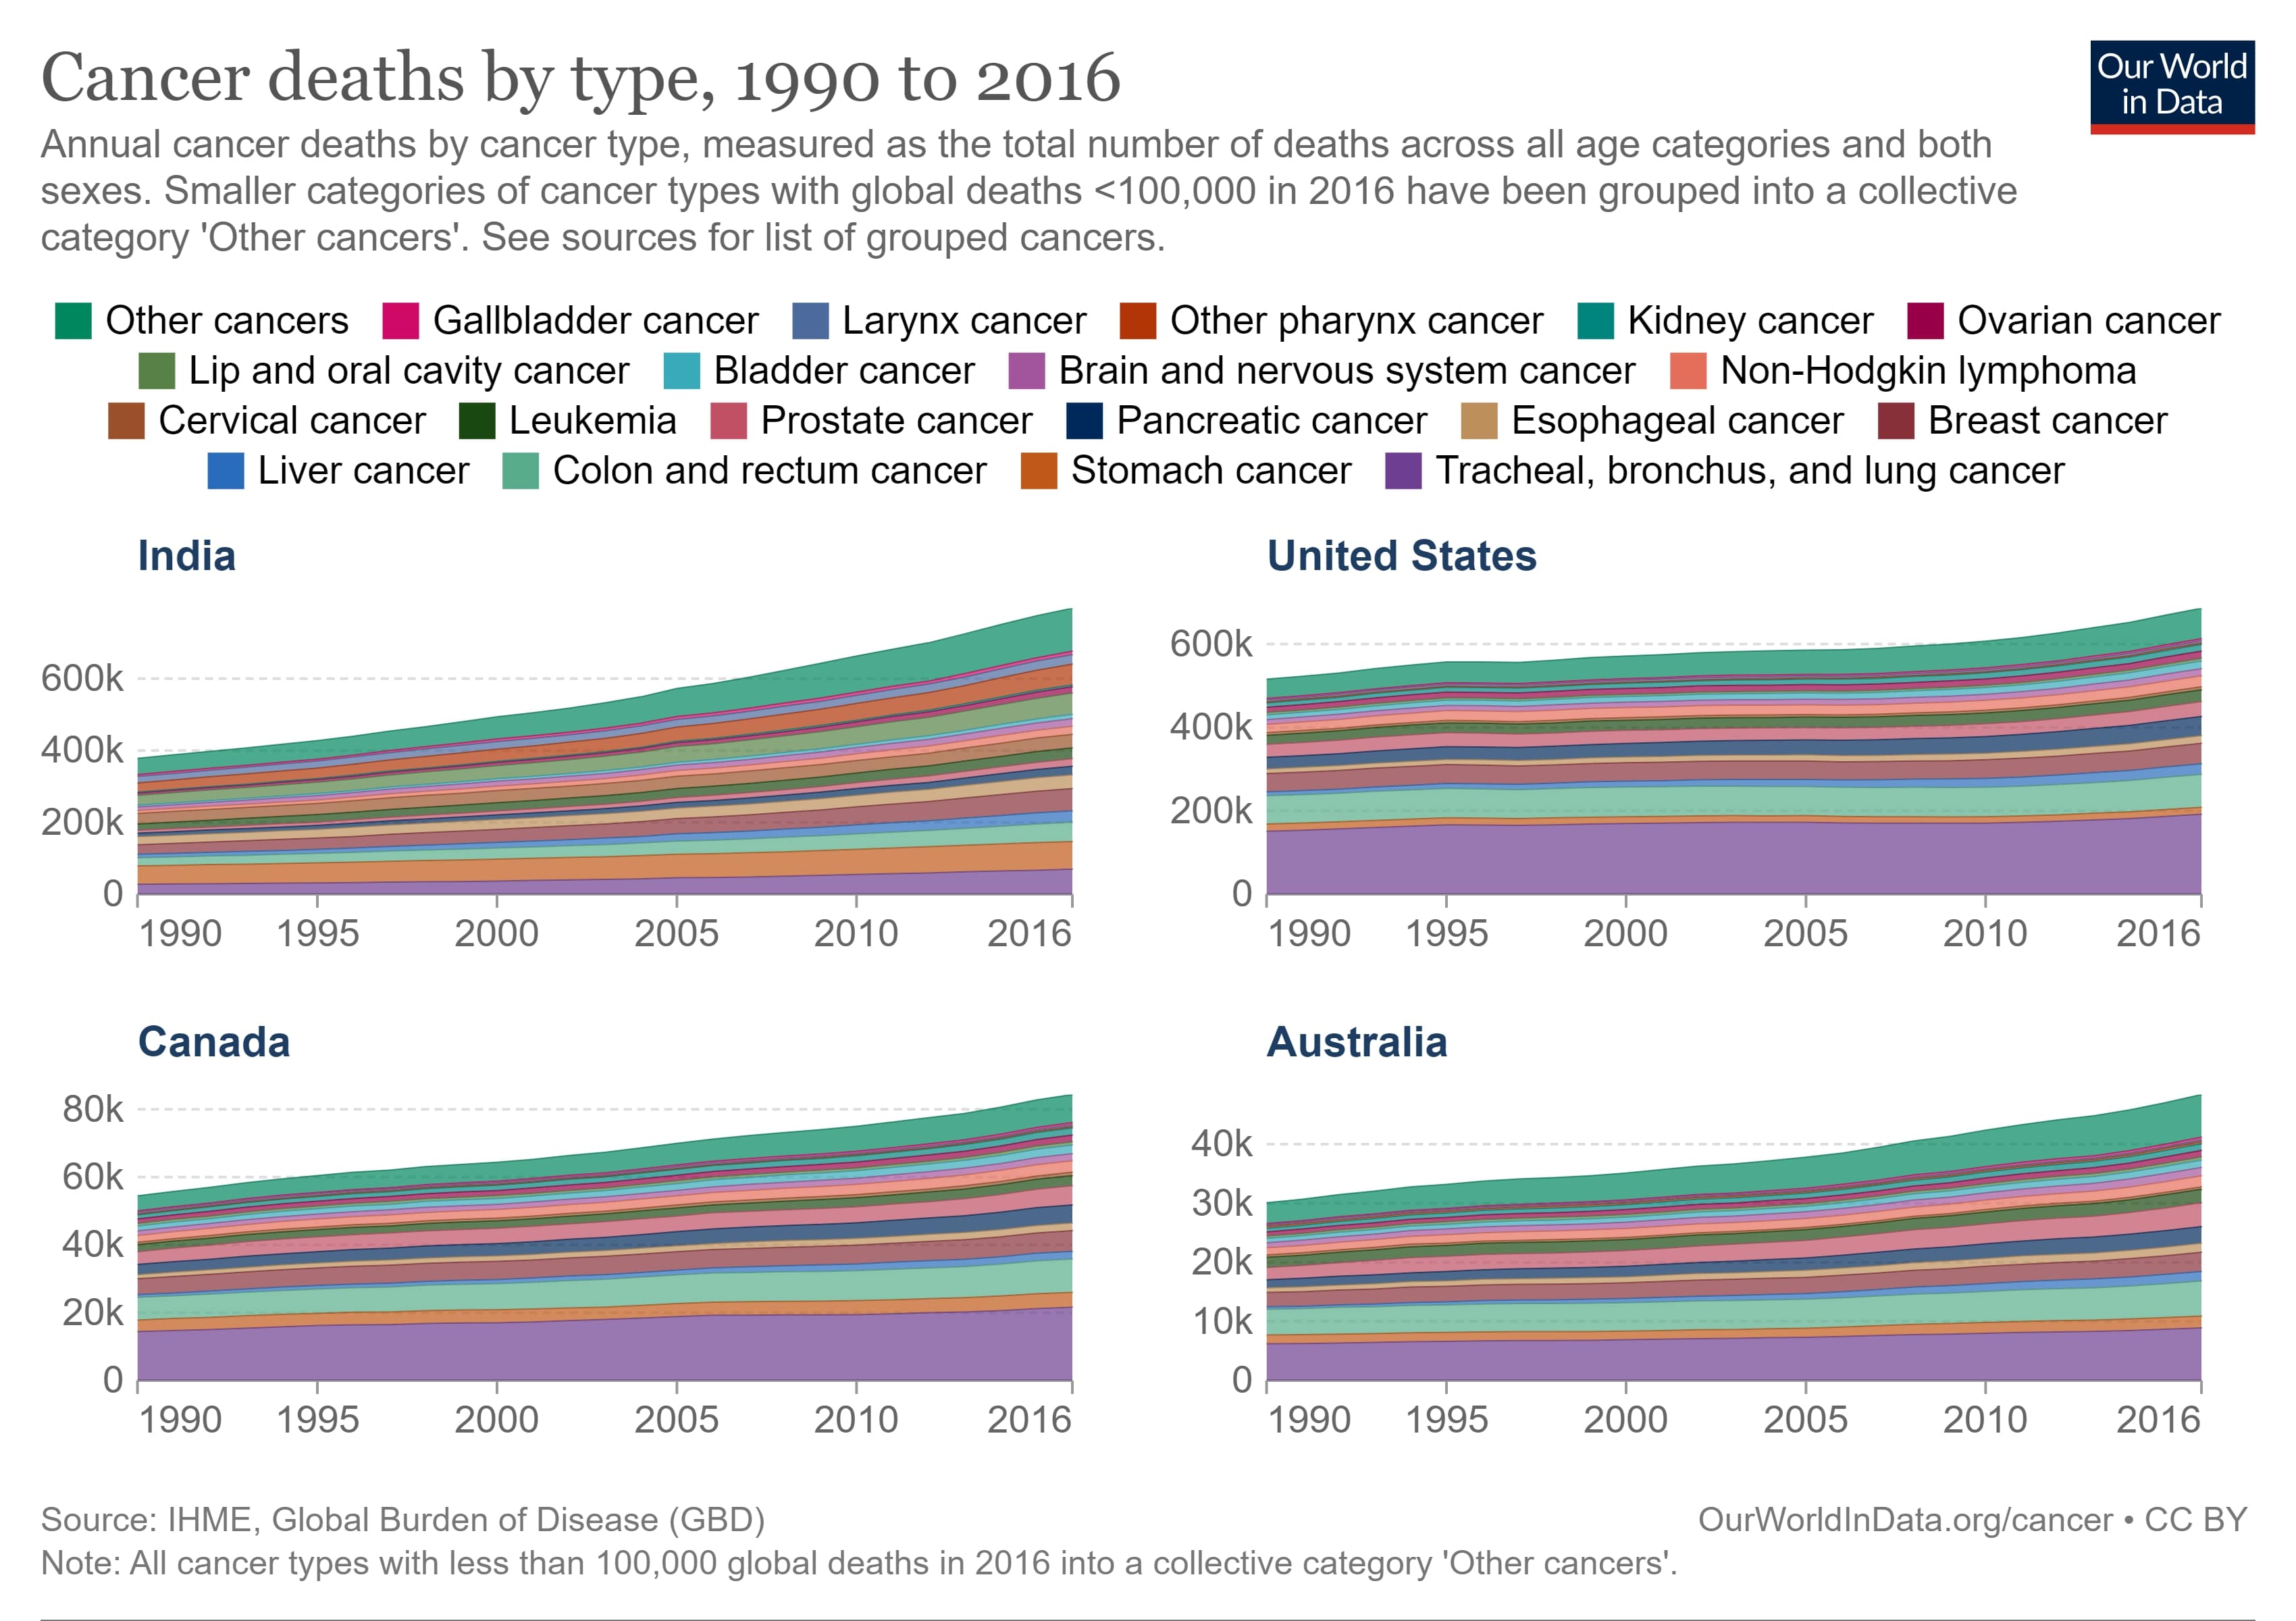 Cancer deaths by type, 1990 to 2016
Our World
in Data
Annual cancer deaths by cancer type, measured as the total number of deaths across all age categories and both
sexes. Smaller categories of cancer types with global deaths <100,000 in 2016 have been grouped into a collective
category 'Other cancers'. See sources for list of grouped cancers.
Other cancers Gallbladder cancer Larynx cancer Other pharynx cancer Kidney cancer Ovarian cancer
Lip and oral cavity cancer Bladder cancer Brain and nervous system cancer Non-Hodgkin lymphoma
Cervical cancer Leukemia Prostate cancer Pancreatic cancer Esophageal cancer Breast cancer
Liver cancer Colon and rectum cancer Stomach cancer Tracheal, bronchus, and lung cancer
India
600k
400k
200k
0
1990 1995 2000 2005 2010 2016
United States
600k
400k
200k
0
1990 1995 2000 2005 2010 2016
Canada
80k
60k
40k
20k
0
1990 1995 2000 2005 2010 2016
Australia
40k
30k
20k
10k
0
1990 1995 2000 2005 2010 2016
Source: IHME, Global Burden of Disease (GBD)
OurWorldInData.org/cancer • CC BY
Note: All cancer types with less than 100,000 global deaths in 2016 into a collective category 'Other cancers'.